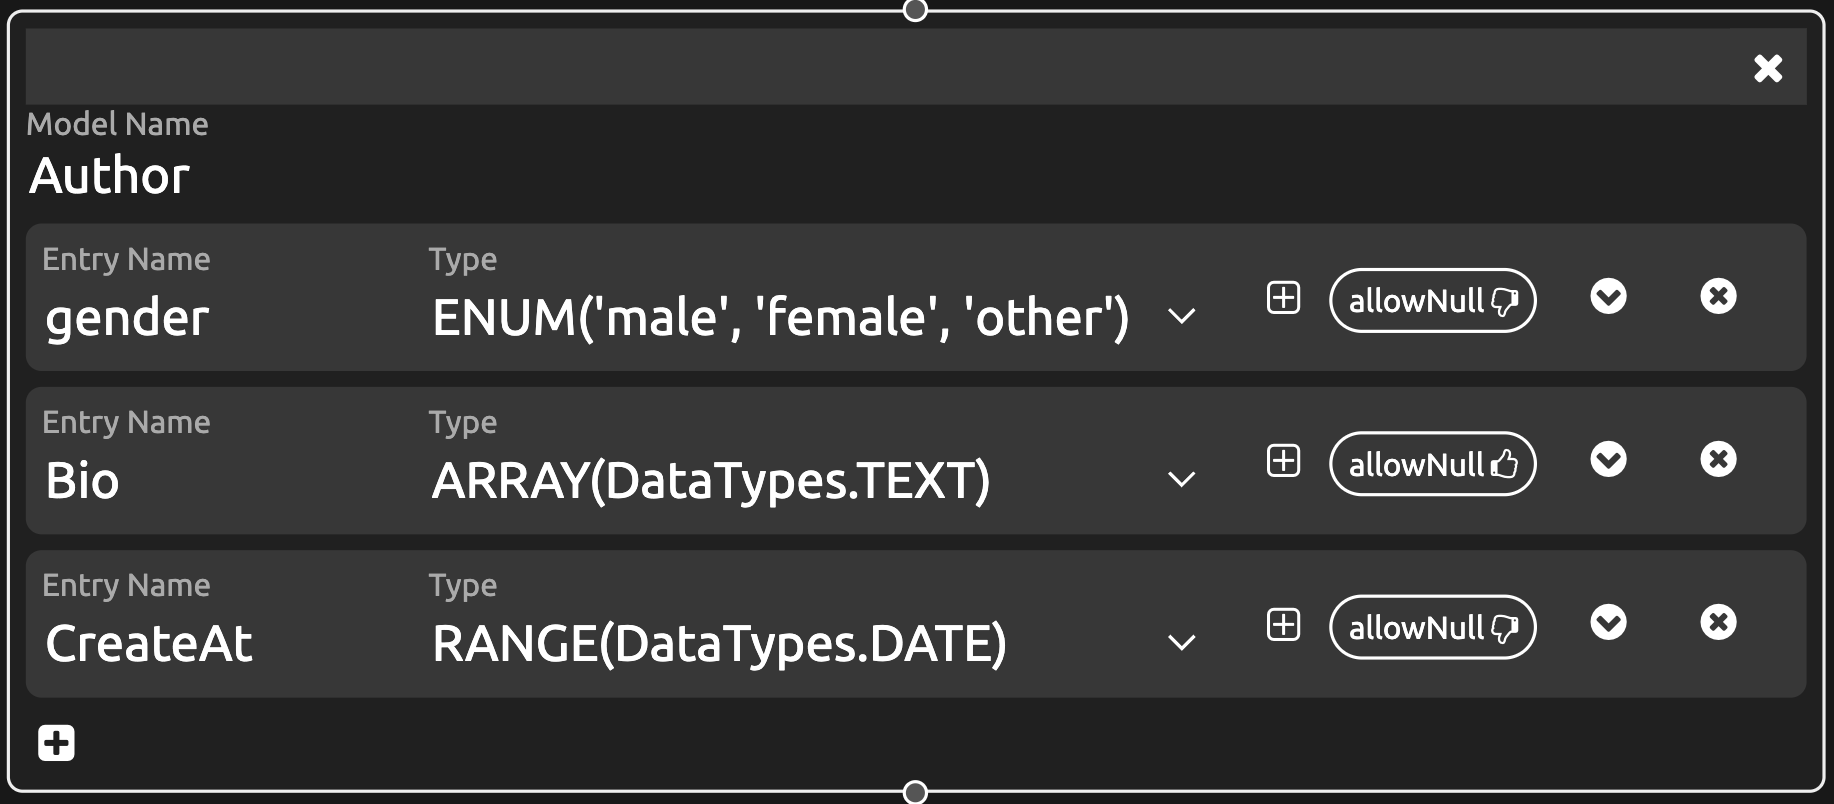 Model Name
Author
Entry Name Type
gender ENUM('male', 'female', 'other') allowNull
Entry Name Type
Bio ARRAY(DataTypes.TEXT) allowNull
Entry Name Type
CreateAt RANGE(DataTypes.DATE) allowNull